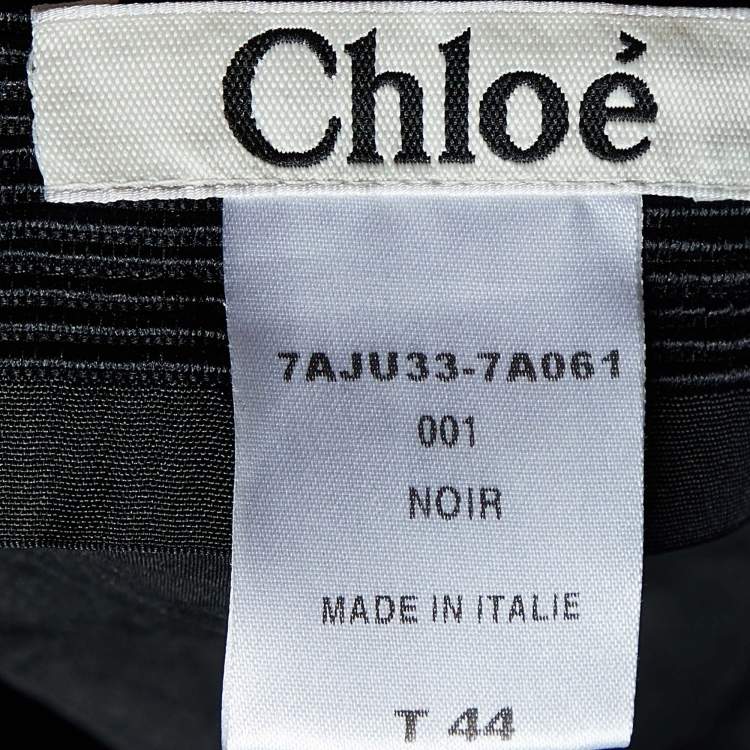 Chloé
7AJU33-7A061
001
NOIR
MADE IN ITALIE
T 44